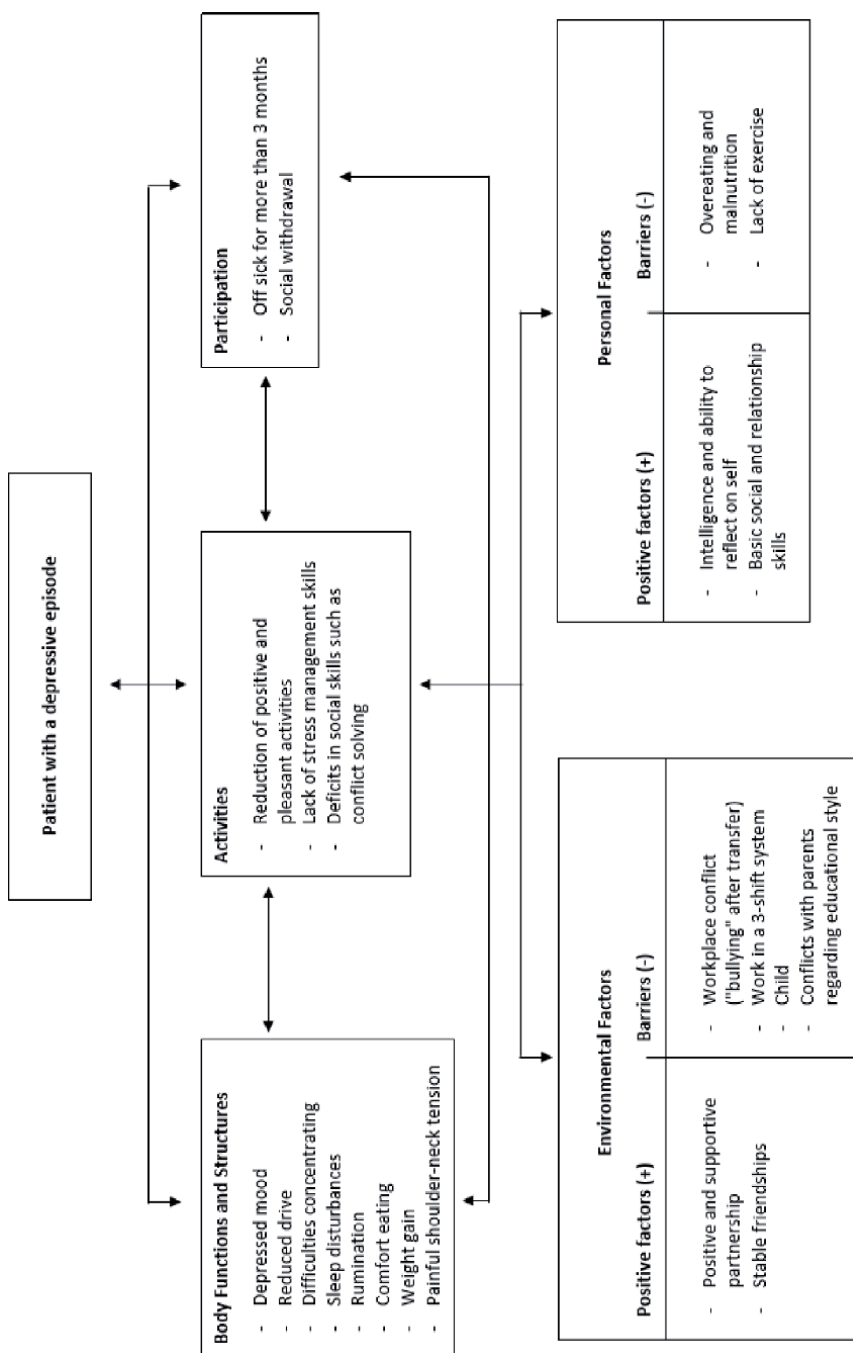 Patient with a depressive episode
Body Functions and Structures
- Depressed mood
- Reduced drive
- Difficulties concentrating
- Sleep disturbances
- Rumination
- Comfort eating
- Weight gain
- Painful shoulder-neck tension
Activities
- Reduction of positive and
pleasant activities
- Lack of stress management skills
- Deficits in social skills such as
conflict solving
Participation
- Off sick for more than 3 months
- Social withdrawal
Environmental Factors
Positive factors (+)
- Positive and supportive
partnership
- Stable friendships
Barriers (-)
- Workplace conflict
("bullying" after transfer)
- Work in a 3-shift system
- Child
- Conflicts with parents
regarding educational style
Personal Factors
Positive factors (+)
- Intelligence and ability to
reflect on self
- Basic social and relationship
skills
Barriers (-)
- Overeating and
malnutrition
- Lack of exercise